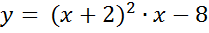 y = (x + 2)² · x − 8